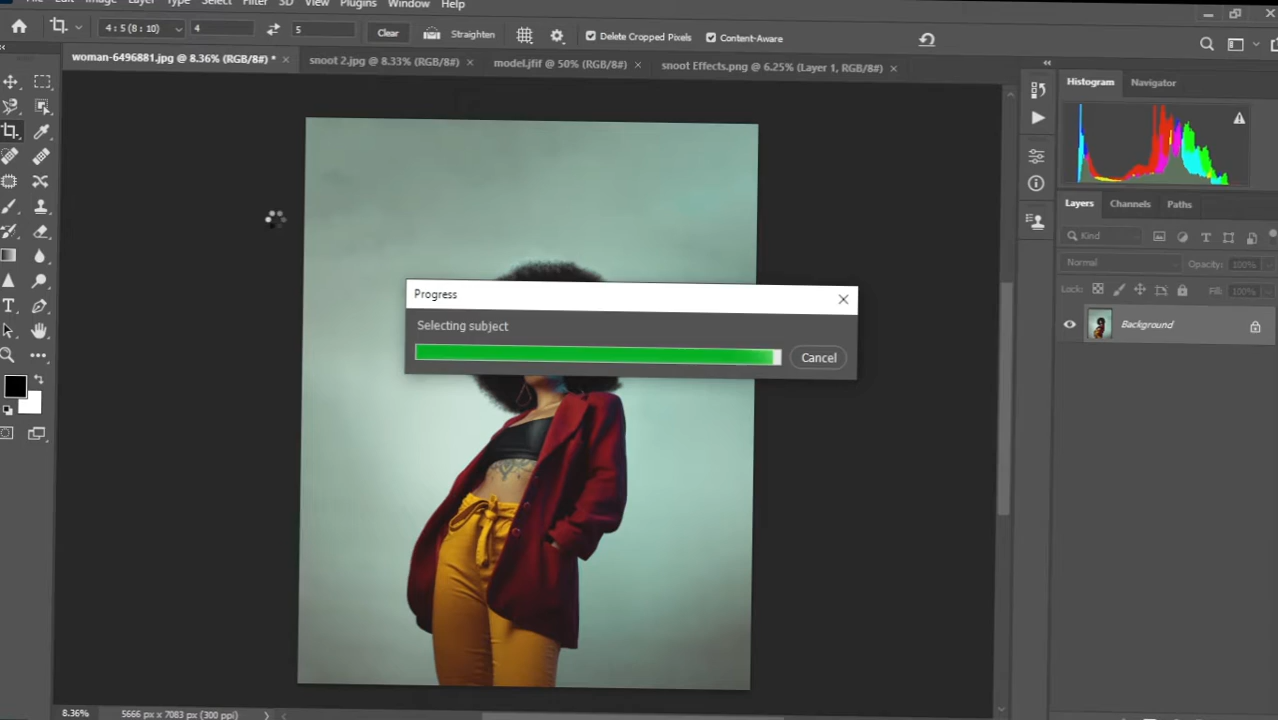 File Edit Image Layer Type Select Filter 3D View Plugins Window Help
4 : 5 (8 : 10) 4 5 Clear Straighten Delete Cropped Pixels Content-Aware
woman-6496881.jpg @ 8.36% (RGB/8#) * × snoot 2.jpg @ 8.33% (RGB/8#) × model.jfif @ 50% (RGB/8#) × snoot Effects.png @ 6.25% (Layer 1, RGB/8#) ×
Histogram Navigator
Layers Channels Paths
Kind
Normal Opacity: 100%
Lock: Fill: 100%
Background
Progress
Selecting subject
Cancel
8.36% 5666 px x 7083 px (300 ppi)